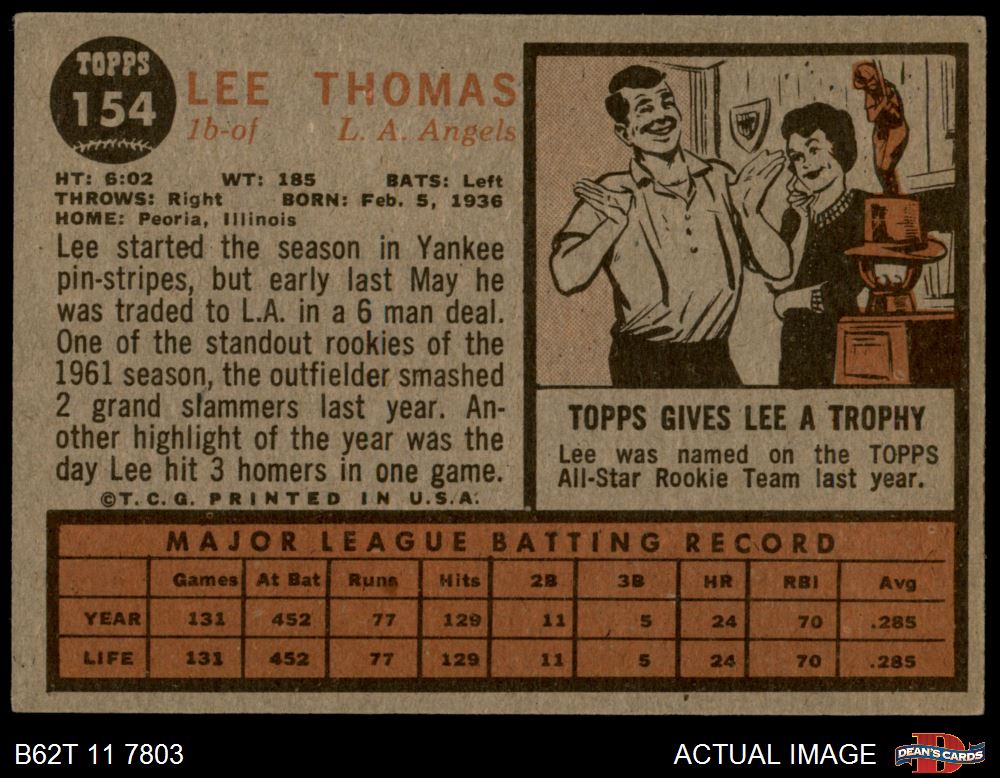 TOPPS
154
LEE THOMAS
1b-of L. A. Angels
HT: 6:02 WT: 185 BATS: Left
THROWS: Right BORN: Feb. 5, 1936
HOME: Peoria, Illinois
Lee started the season in Yankee
pin-stripes, but early last May he
was traded to L.A. in a 6 man deal.
One of the standout rookies of the
1961 season, the outfielder smashed
2 grand slammers last year. An-
other highlight of the year was the
day Lee hit 3 homers in one game.
©T.C.G. PRINTED IN U.S.A.
TOPPS GIVES LEE A TROPHY
Lee was named on the TOPPS
All-Star Rookie Team last year.
MAJOR LEAGUE BATTING RECORD
Games At Bat Runs Hits 2B 3B HR RBI Avg
YEAR 131 452 77 129 11 5 24 70 .285
LIFE 131 452 77 129 11 5 24 70 .285
B62T 11 7803 ACTUAL IMAGE DEAN'S CARDS